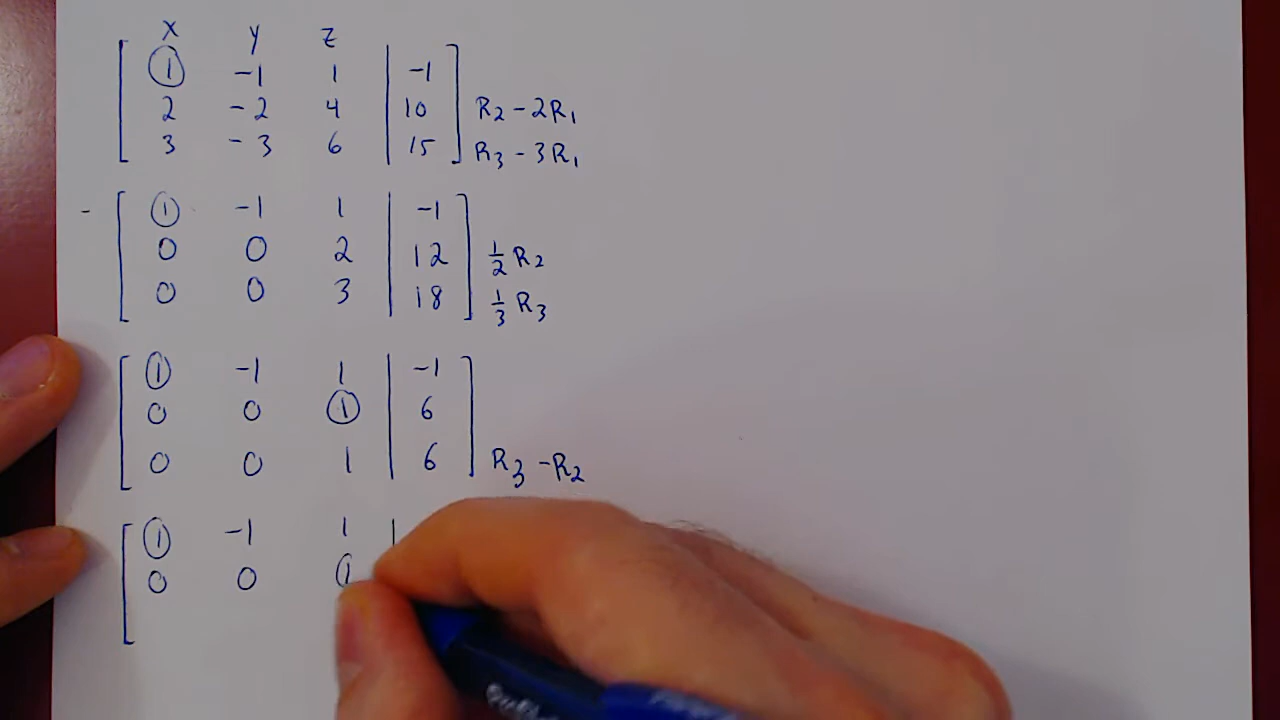 x y z
1 -1 1 | -1
2 -2 4 | 10 R2 - 2R1
3 -3 6 | 15 R3 - 3R1
- 1 -1 1 | -1
0 0 2 | 12 1/2 R2
0 0 3 | 18 1/3 R3
1 -1 1 | -1
0 0 1 | 6
0 0 1 | 6 R3 - R2
1 -1 1 |
0 0 1